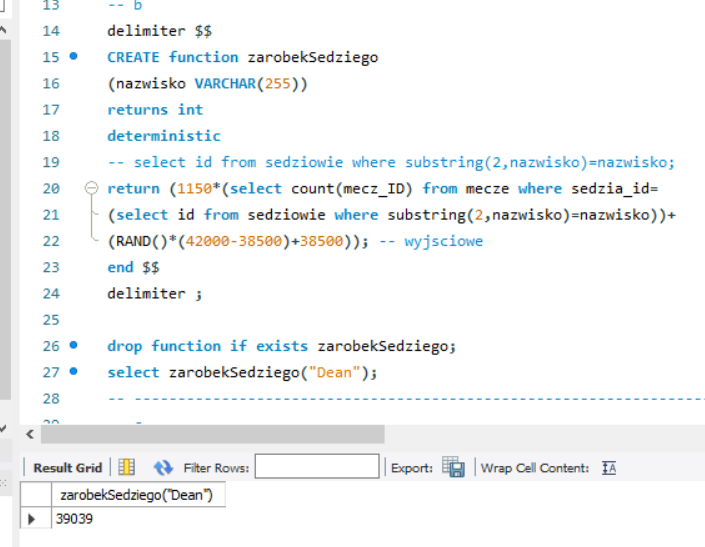 13 -- b
14 delimiter $$
15 CREATE function zarobekSedziego
16 (nazwisko VARCHAR(255))
17 returns int
18 deterministic
19 -- select id from sedziowie where substring(2,nazwisko)=nazwisko;
20 return (1150*(select count(mecz_ID) from mecze where sedzia_id=
21 (select id from sedziowie where substring(2,nazwisko)=nazwisko))+
22 (RAND()*(42000-38500)+38500)); -- wyjsciowe
23 end $$
24 delimiter ;
25
26 drop function if exists zarobekSedziego;
27 select zarobekSedziego("Dean");
28 -- ------------------------------------------------------------------
Result Grid Filter Rows: Export: Wrap Cell Content:
zarobekSedziego("Dean")
39039